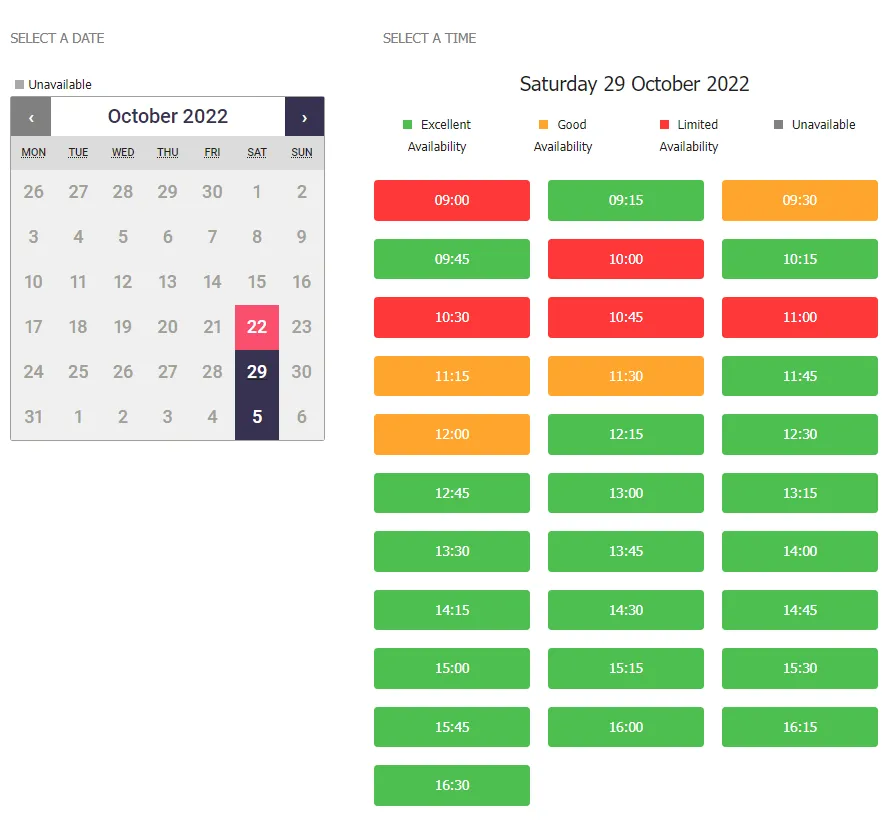 SELECT A DATE
Unavailable
‹ October 2022 ›
MON TUE WED THU FRI SAT SUN
26 27 28 29 30 1 2
3 4 5 6 7 8 9
10 11 12 13 14 15 16
17 18 19 20 21 22 23
24 25 26 27 28 29 30
31 1 2 3 4 5 6
SELECT A TIME
Saturday 29 October 2022
Excellent Availability
Good Availability
Limited Availability
Unavailable
09:00 09:15 09:30
09:45 10:00 10:15
10:30 10:45 11:00
11:15 11:30 11:45
12:00 12:15 12:30
12:45 13:00 13:15
13:30 13:45 14:00
14:15 14:30 14:45
15:00 15:15 15:30
15:45 16:00 16:15
16:30